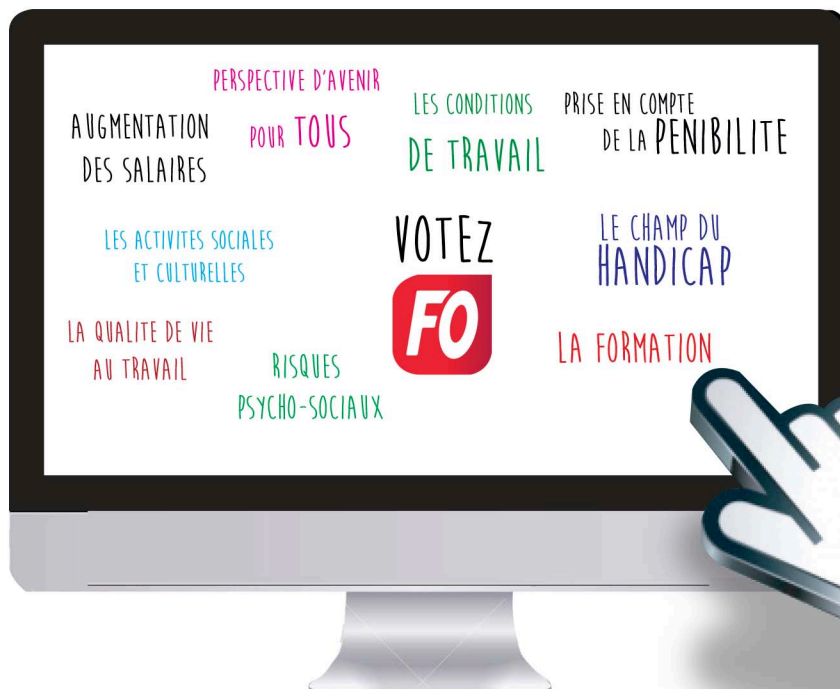 PERSPECTIVE D'AVENIR
POUR TOUS
AUGMENTATION
DES SALAIRES
LES CONDITIONS
DE TRAVAIL
PRISE EN COMPTE
DE LA PENIBILITE
LES ACTIVITES SOCIALES
ET CULTURELLES
VOTEZ
FO
LE CHAMP DU
HANDICAP
LA QUALITE DE VIE
AU TRAVAIL
RISQUES
PSYCHO-SOCIAUX
LA FORMATION